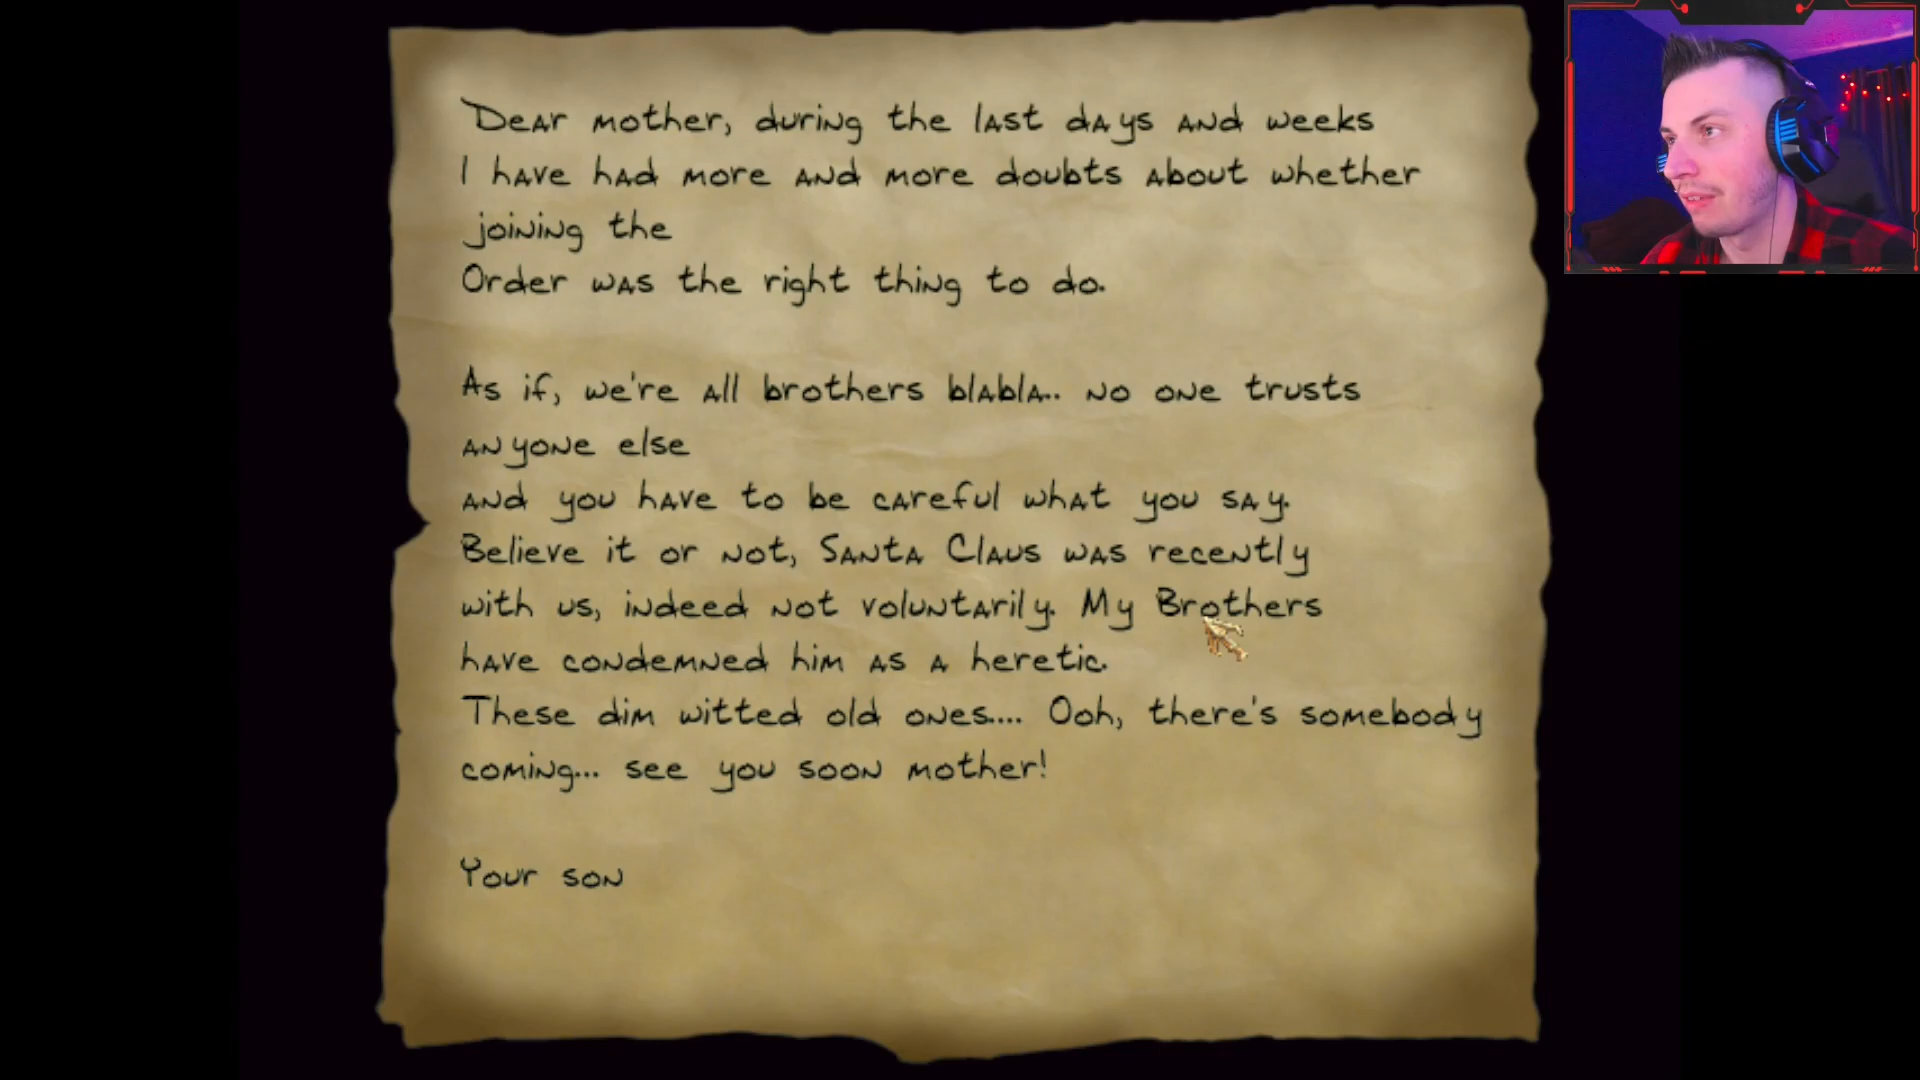 Dear mother, during the last days and weeks
I have had more and more doubts about whether
joining the
Order was the right thing to do.
As if, we're all brothers blabla.. no one trusts
anyone else
and you have to be careful what you say.
Believe it or not, Santa Claus was recently
with us, indeed not voluntarily. My Brothers
have condemned him as a heretic.
These dim witted old ones.... Ooh, there's somebody
coming... see you soon mother!
Your son